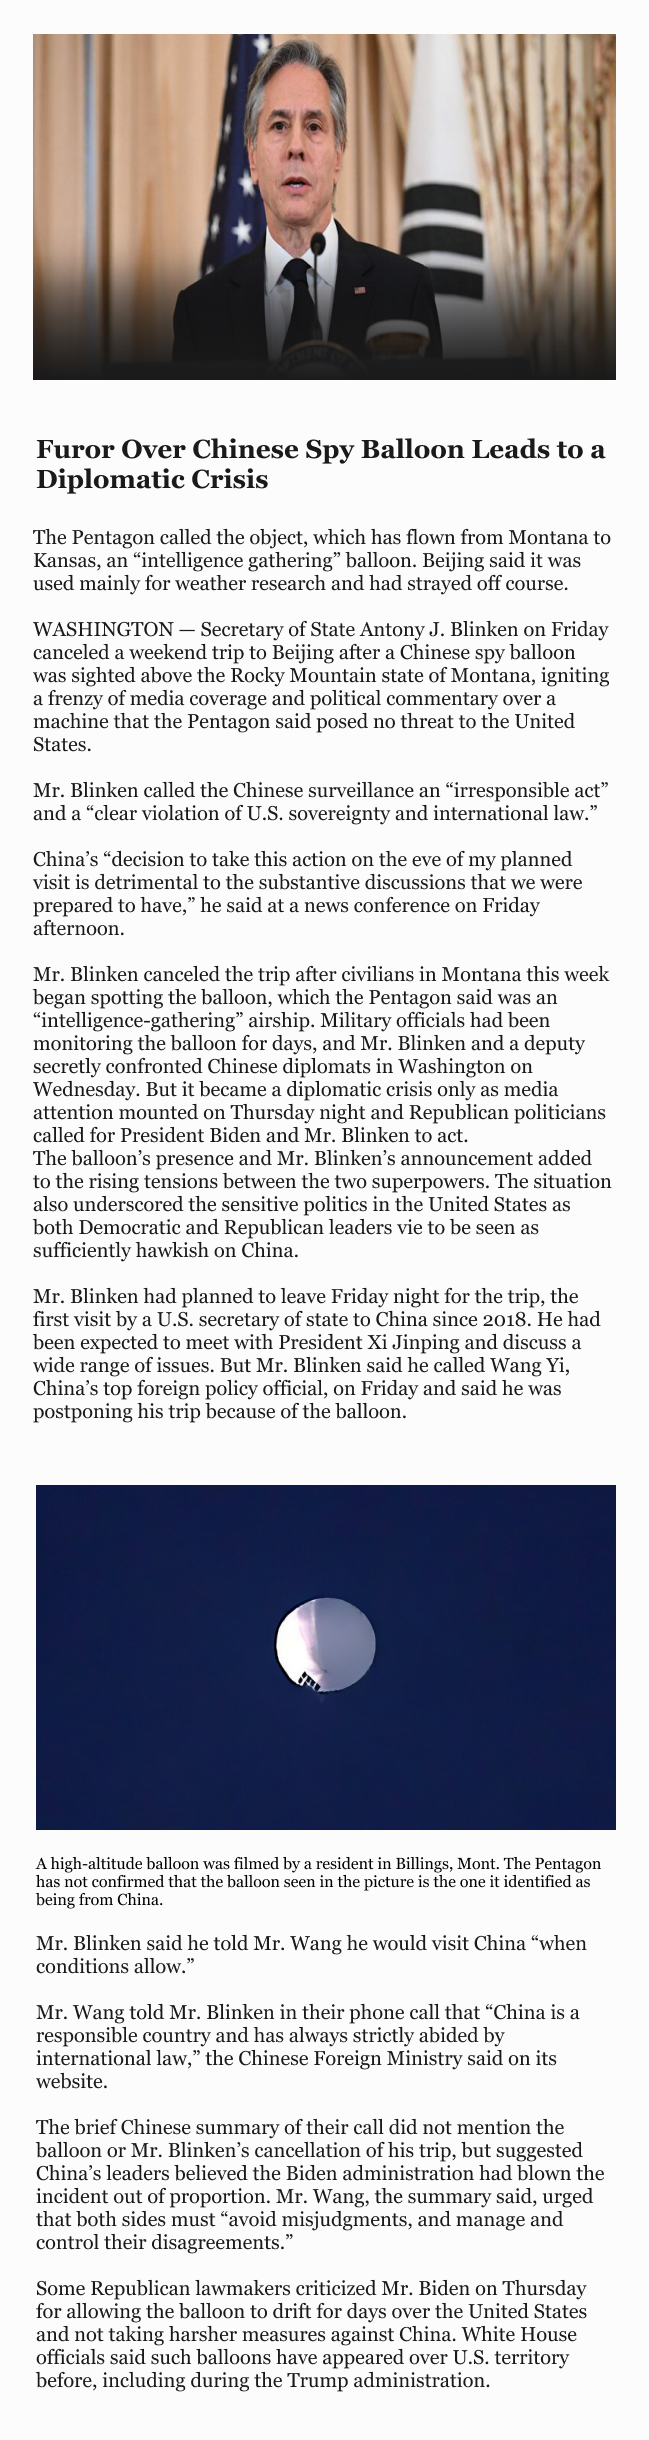 Furor Over Chinese Spy Balloon Leads to a
Diplomatic Crisis
The Pentagon called the object, which has flown from Montana to
Kansas, an “intelligence gathering” balloon. Beijing said it was
used mainly for weather research and had strayed off course.
WASHINGTON — Secretary of State Antony J. Blinken on Friday
canceled a weekend trip to Beijing after a Chinese spy balloon
was sighted above the Rocky Mountain state of Montana, igniting
a frenzy of media coverage and political commentary over a
machine that the Pentagon said posed no threat to the United
States.
Mr. Blinken called the Chinese surveillance an “irresponsible act”
and a “clear violation of U.S. sovereignty and international law.”
China’s “decision to take this action on the eve of my planned
visit is detrimental to the substantive discussions that we were
prepared to have,” he said at a news conference on Friday
afternoon.
Mr. Blinken canceled the trip after civilians in Montana this week
began spotting the balloon, which the Pentagon said was an
“intelligence-gathering” airship. Military officials had been
monitoring the balloon for days, and Mr. Blinken and a deputy
secretly confronted Chinese diplomats in Washington on
Wednesday. But it became a diplomatic crisis only as media
attention mounted on Thursday night and Republican politicians
called for President Biden and Mr. Blinken to act.
The balloon’s presence and Mr. Blinken’s announcement added
to the rising tensions between the two superpowers. The situation
also underscored the sensitive politics in the United States as
both Democratic and Republican leaders vie to be seen as
sufficiently hawkish on China.
Mr. Blinken had planned to leave Friday night for the trip, the
first visit by a U.S. secretary of state to China since 2018. He had
been expected to meet with President Xi Jinping and discuss a
wide range of issues. But Mr. Blinken said he called Wang Yi,
China’s top foreign policy official, on Friday and said he was
postponing his trip because of the balloon.
A high-altitude balloon was filmed by a resident in Billings, Mont. The Pentagon
has not confirmed that the balloon seen in the picture is the one it identified as
being from China.
Mr. Blinken said he told Mr. Wang he would visit China “when
conditions allow.”
Mr. Wang told Mr. Blinken in their phone call that “China is a
responsible country and has always strictly abided by
international law,” the Chinese Foreign Ministry said on its
website.
The brief Chinese summary of their call did not mention the
balloon or Mr. Blinken’s cancellation of his trip, but suggested
China’s leaders believed the Biden administration had blown the
incident out of proportion. Mr. Wang, the summary said, urged
that both sides must “avoid misjudgments, and manage and
control their disagreements.”
Some Republican lawmakers criticized Mr. Biden on Thursday
for allowing the balloon to drift for days over the United States
and not taking harsher measures against China. White House
officials said such balloons have appeared over U.S. territory
before, including during the Trump administration.